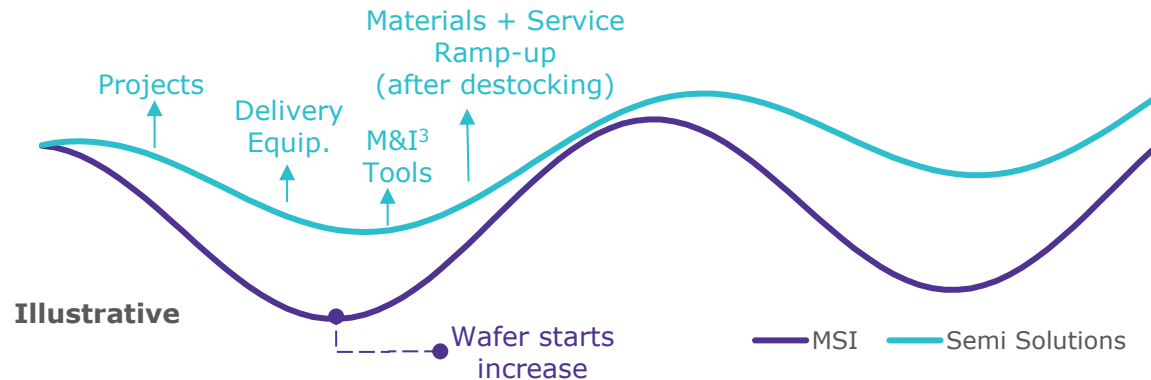 Projects
Delivery
Equip.
M&I³
Tools
Materials + Service
Ramp-up
(after destocking)
Illustrative
Wafer starts
increase
MSI
Semi Solutions